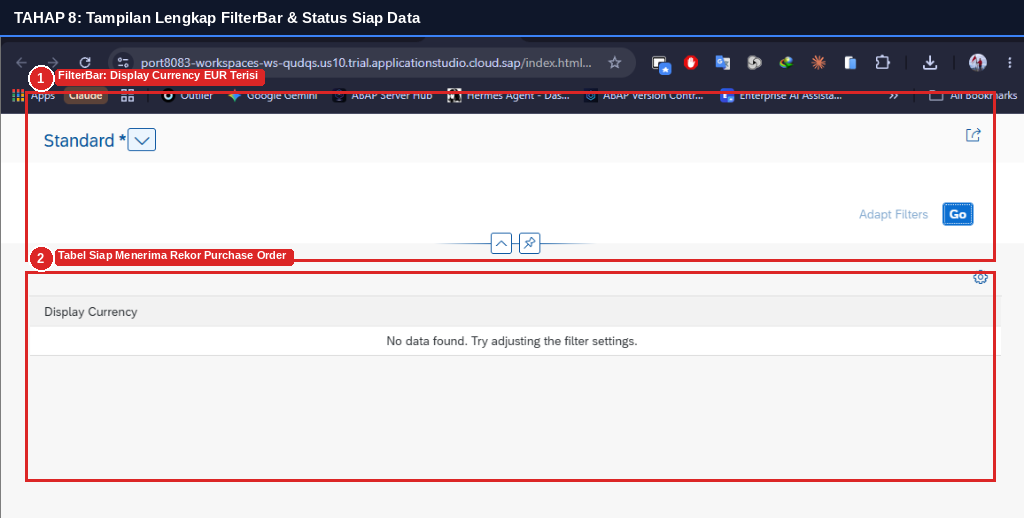 TAHAP 8: Tampilan Lengkap FilterBar & Status Siap Data
port8083-workspaces-ws-qudqs.us10.trial.applicationstudio.cloud.sap/index.html...
1 FilterBar: Display Currency EUR Terisi
Apps Claude Outlier Google Gemini ABAP Server Hub Hermes Agent - Das... ABAP Version Contr... Enterprise AI Assista... » All Bookmarks
Standard *
Adapt Filters Go
2 Tabel Siap Menerima Rekor Purchase Order
Display Currency
No data found. Try adjusting the filter settings.